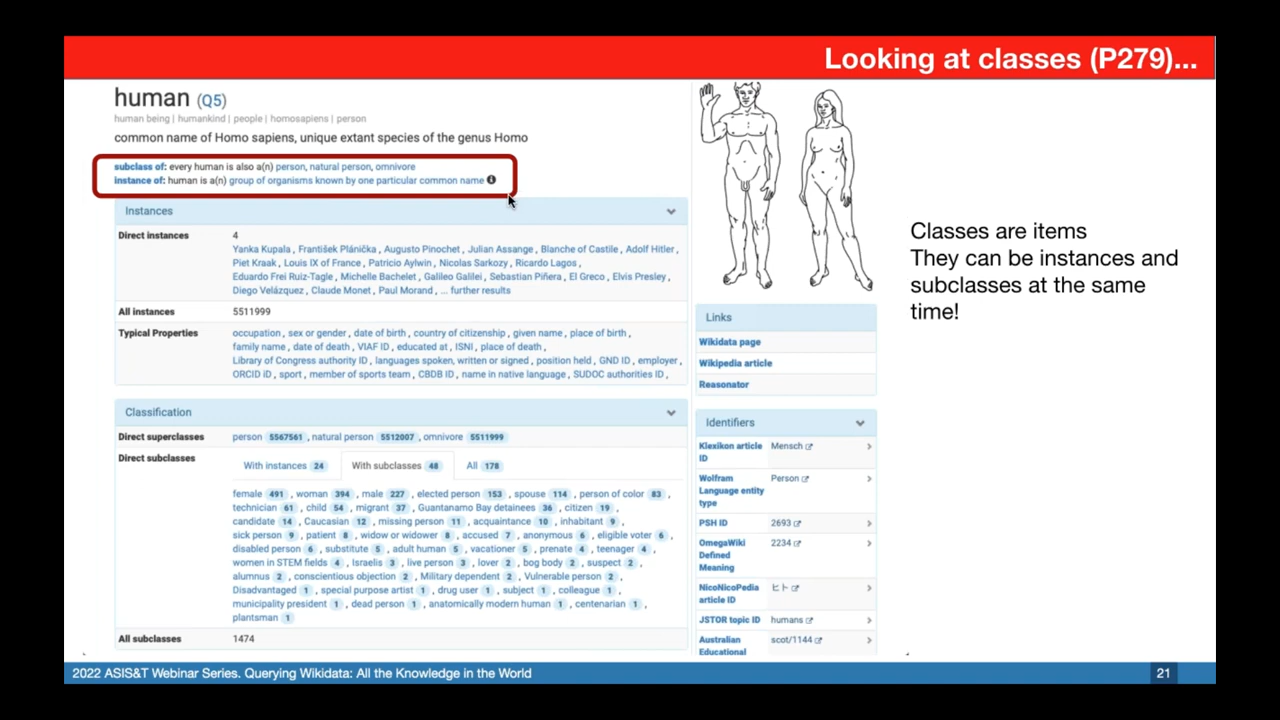 Looking at classes (P279)...
human (Q5)
human being | humankind | people | homosapiens | person
common name of Homo sapiens, unique extant species of the genus Homo
subclass of: every human is also a(n) person, natural person, omnivore
instance of: human is a(n) group of organisms known by one particular common name
Instances
Direct instances 4
Yanka Kupala , František Plánička , Augusto Pinochet , Julian Assange , Blanche of Castile , Adolf Hitler ,
Piet Kraak , Louis IX of France , Patricio Aylwin , Nicolas Sarkozy , Ricardo Lagos ,
Eduardo Frei Ruiz-Tagle , Michelle Bachelet , Galileo Galilei , Sebastian Piñera , El Greco , Elvis Presley ,
Diego Velázquez , Claude Monet , Paul Morand , ... further results
All instances 5511999
Typical Properties occupation , sex or gender , date of birth , country of citizenship , given name , place of birth ,
family name , date of death , VIAF ID , educated at , ISNI , place of death ,
Library of Congress authority ID , languages spoken, written or signed , position held , GND ID , employer ,
ORCID iD , sport , member of sports team , CBDB ID , name in native language , SUDOC authorities ID ,
Classification
Direct superclasses person 5567561 , natural person 5512007 , omnivore 5511999
Direct subclasses With instances 24 With subclasses 48 All 178
female 491 , woman 394 , male 227 , elected person 153 , spouse 114 , person of color 83 ,
technician 61 , child 54 , migrant 37 , Guantanamo Bay detainees 36 , citizen 19 ,
candidate 14 , Caucasian 12 , missing person 11 , acquaintance 10 , inhabitant 9 ,
sick person 9 , patient 8 , widow or widower 8 , accused 7 , anonymous 6 , eligible voter 6 ,
disabled person 6 , substitute 5 , adult human 5 , vacationer 5 , prenate 4 , teenager 4 ,
women in STEM fields 4 , Israelis 3 , live person 3 , lover 2 , bog body 2 , suspect 2 ,
alumnus 2 , conscientious objection 2 , Military dependent 2 , Vulnerable person 2 ,
Disadvantaged 1 , special purpose artist 1 , drug user 1 , subject 1 , colleague 1 ,
municipality president 1 , dead person 1 , anatomically modern human 1 , centenarian 1 ,
plantsman 1
All subclasses 1474
Links
Wikidata page
Wikipedia article
Reasonator
Identifiers
Klexikon article Mensch
ID
Wolfram Person
Language entity
type
PSH ID 2693
OmegaWiki 2234
Defined
Meaning
NicoNicoPedia ヒト
article ID
JSTOR topic ID humans
Australian scot/1144
Educational
Classes are items
They can be instances and
subclasses at the same
time!
2022 ASIS&T Webinar Series. Querying Wikidata: All the Knowledge in the World
21